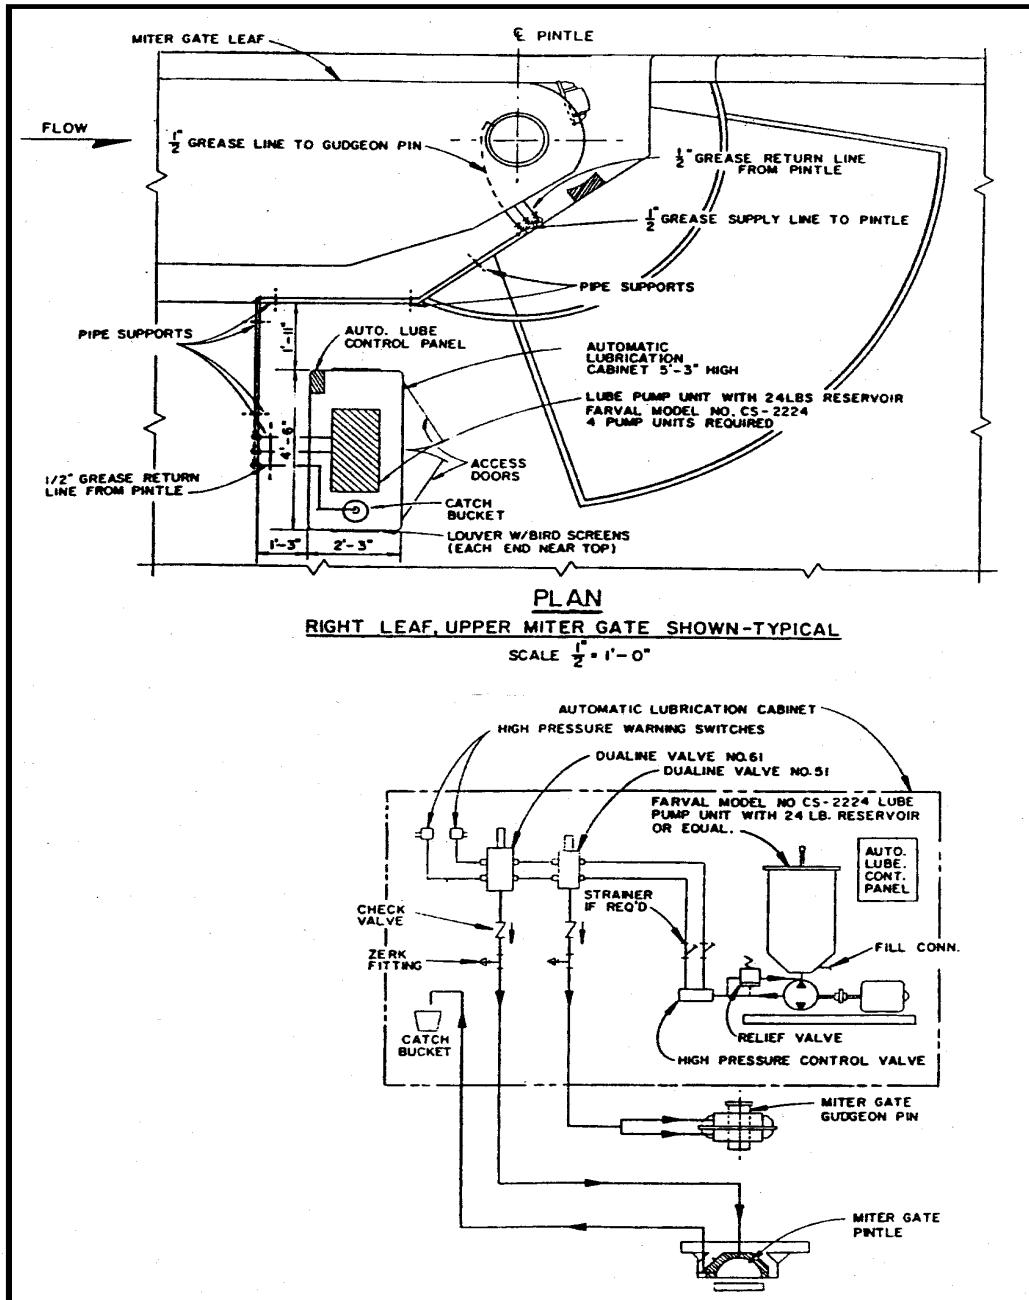 ℄ PINTLE
MITER GATE LEAF
FLOW
1/2" GREASE LINE TO GUDGEON PIN
1/2" GREASE RETURN LINE
FROM PINTLE
1/2" GREASE SUPPLY LINE TO PINTLE
PIPE SUPPORTS
PIPE SUPPORTS
1'-11"
AUTO. LUBE
CONTROL PANEL
AUTOMATIC
LUBRICATION
CABINET 5'-3" HIGH
LUBE PUMP UNIT WITH 24LBS RESERVOIR
FARVAL MODEL NO. CS-2224
4 PUMP UNITS REQUIRED
4'-6"
ACCESS
DOORS
1/2" GREASE RETURN
LINE FROM PINTLE
CATCH
BUCKET
LOUVER W/BIRD SCREENS
(EACH END NEAR TOP)
1'-3"
2'-3"
PLAN
RIGHT LEAF, UPPER MITER GATE SHOWN-TYPICAL
SCALE 1/2" = 1'-0"
AUTOMATIC LUBRICATION CABINET
HIGH PRESSURE WARNING SWITCHES
DUALINE VALVE NO.61
DUALINE VALVE NO.51
FARVAL MODEL NO CS-2224 LUBE
PUMP UNIT WITH 24 LB. RESERVOIR
OR EQUAL.
AUTO.
LUBE.
CONT.
PANEL
STRAINER
IF REQ'D
CHECK
VALVE
ZERK
FITTING
FILL CONN.
CATCH
BUCKET
RELIEF VALVE
HIGH PRESSURE CONTROL VALVE
MITER GATE
GUDGEON PIN
MITER GATE
PINTLE